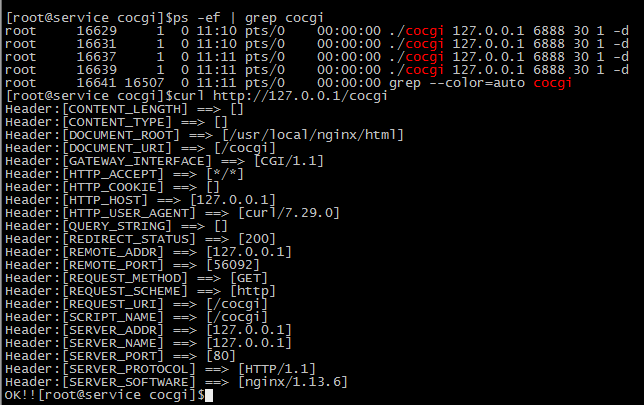 [root@service cocgi]$ps -ef | grep cocgi
root     16629     1  0 11:10 pts/0    00:00:00 ./cocgi 127.0.0.1 6888 30 1 -d
root     16631     1  0 11:10 pts/0    00:00:00 ./cocgi 127.0.0.1 6888 30 1 -d
root     16637     1  0 11:11 pts/0    00:00:00 ./cocgi 127.0.0.1 6888 30 1 -d
root     16639     1  0 11:11 pts/0    00:00:00 ./cocgi 127.0.0.1 6888 30 1 -d
root     16641 16507  0 11:11 pts/0    00:00:00 grep --color=auto cocgi
[root@service cocgi]$curl http://127.0.0.1/cocgi
Header:[CONTENT_LENGTH] ==> []
Header:[CONTENT_TYPE] ==> []
Header:[DOCUMENT_ROOT] ==> [/usr/local/nginx/html]
Header:[DOCUMENT_URI] ==> [/cocgi]
Header:[GATEWAY_INTERFACE] ==> [CGI/1.1]
Header:[HTTP_ACCEPT] ==> [*/*]
Header:[HTTP_COOKIE] ==> []
Header:[HTTP_HOST] ==> [127.0.0.1]
Header:[HTTP_USER_AGENT] ==> [curl/7.29.0]
Header:[QUERY_STRING] ==> []
Header:[REDIRECT_STATUS] ==> [200]
Header:[REMOTE_ADDR] ==> [127.0.0.1]
Header:[REMOTE_PORT] ==> [56092]
Header:[REQUEST_METHOD] ==> [GET]
Header:[REQUEST_SCHEME] ==> [http]
Header:[REQUEST_URI] ==> [/cocgi]
Header:[SCRIPT_NAME] ==> [/cocgi]
Header:[SERVER_ADDR] ==> [127.0.0.1]
Header:[SERVER_NAME] ==> [127.0.0.1]
Header:[SERVER_PORT] ==> [80]
Header:[SERVER_PROTOCOL] ==> [HTTP/1.1]
Header:[SERVER_SOFTWARE] ==> [nginx/1.13.6]
OK!![root@service cocgi]$